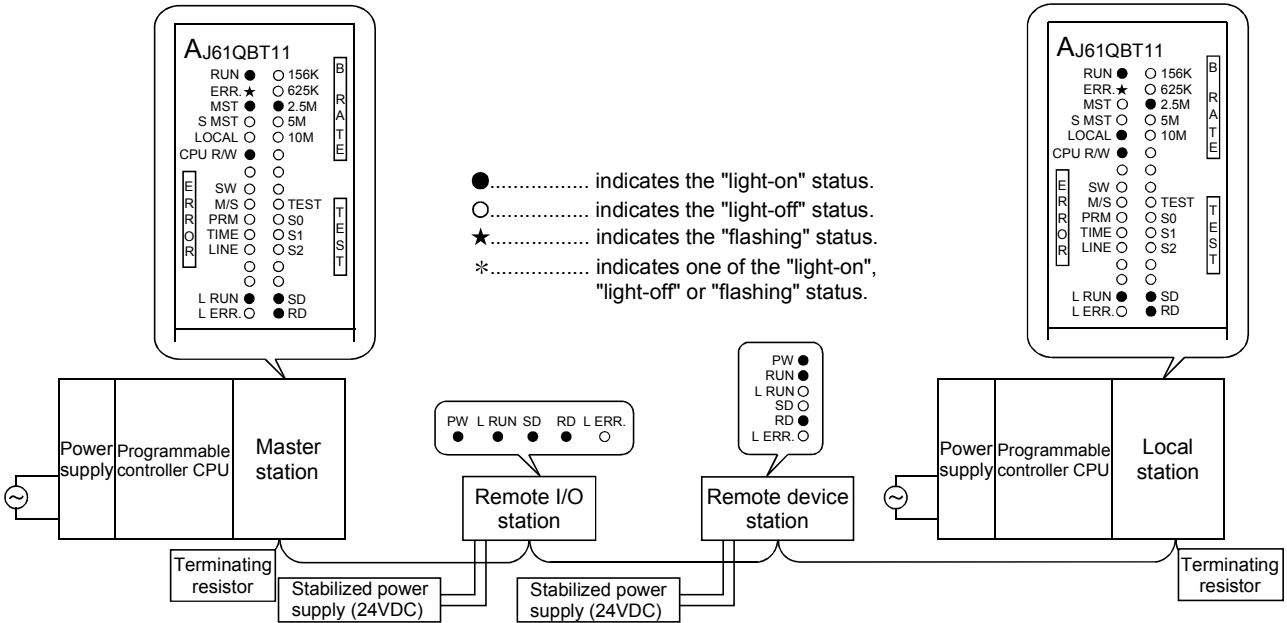 AJ61QBT11
RUN ● ○ 156K
ERR.★ ○ 625K
MST ● ● 2.5M
S MST ○ ○ 5M
LOCAL ○ ○ 10M
CPU R/W ● ○
SW ○ ○
M/S ○ ○ TEST
PRM ○ ○ S0
TIME ○ ○ S1
LINE ○ ○ S2
L RUN ● ● SD
L ERR.○ ● RD
B RATE
ERROR
TEST
●................. indicates the "light-on" status.
○................. indicates the "light-off" status.
★................. indicates the "flashing" status.
✳................. indicates one of the "light-on",
"light-off" or "flashing" status.
AJ61QBT11
RUN ● ○ 156K
ERR.★ ○ 625K
MST ○ ● 2.5M
S MST ○ ○ 5M
LOCAL ● ○ 10M
CPU R/W ● ○
SW ○ ○
M/S ○ ○ TEST
PRM ○ ○ S0
TIME ○ ○ S1
LINE ○ ○ S2
L RUN ● ● SD
L ERR.○ ● RD
B RATE
ERROR
TEST
PW L RUN SD RD L ERR.
PW ●
RUN ●
L RUN ○
SD ○
RD ●
L ERR. ○
Power
supply
Programmable
controller CPU
Master
station
Remote I/O
station
Remote device
station
Power
supply
Programmable
controller CPU
Local
station
Terminating
resistor
Stabilized power
supply (24VDC)
Stabilized power
supply (24VDC)
Terminating
resistor